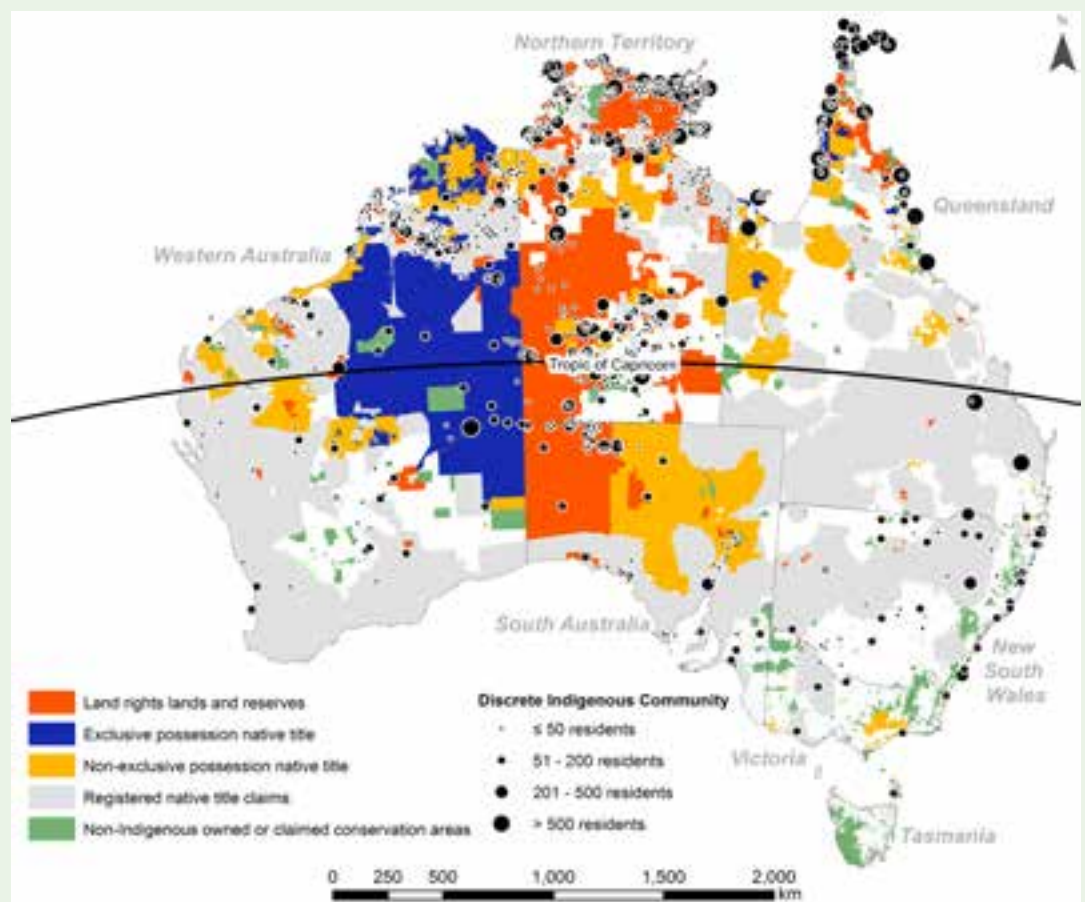 N
Northern Territory
Queensland
Western Australia
Tropic of Capricorn
South Australia
New
South
Wales
Victoria
Tasmania
Land rights lands and reserves
Exclusive possession native title
Non-exclusive possession native title
Registered native title claims
Non-Indigenous owned or claimed conservation areas
Discrete Indigenous Community
≤ 50 residents
51 - 200 residents
201 - 500 residents
> 500 residents
0 250 500 1,000 1,500 2,000
km